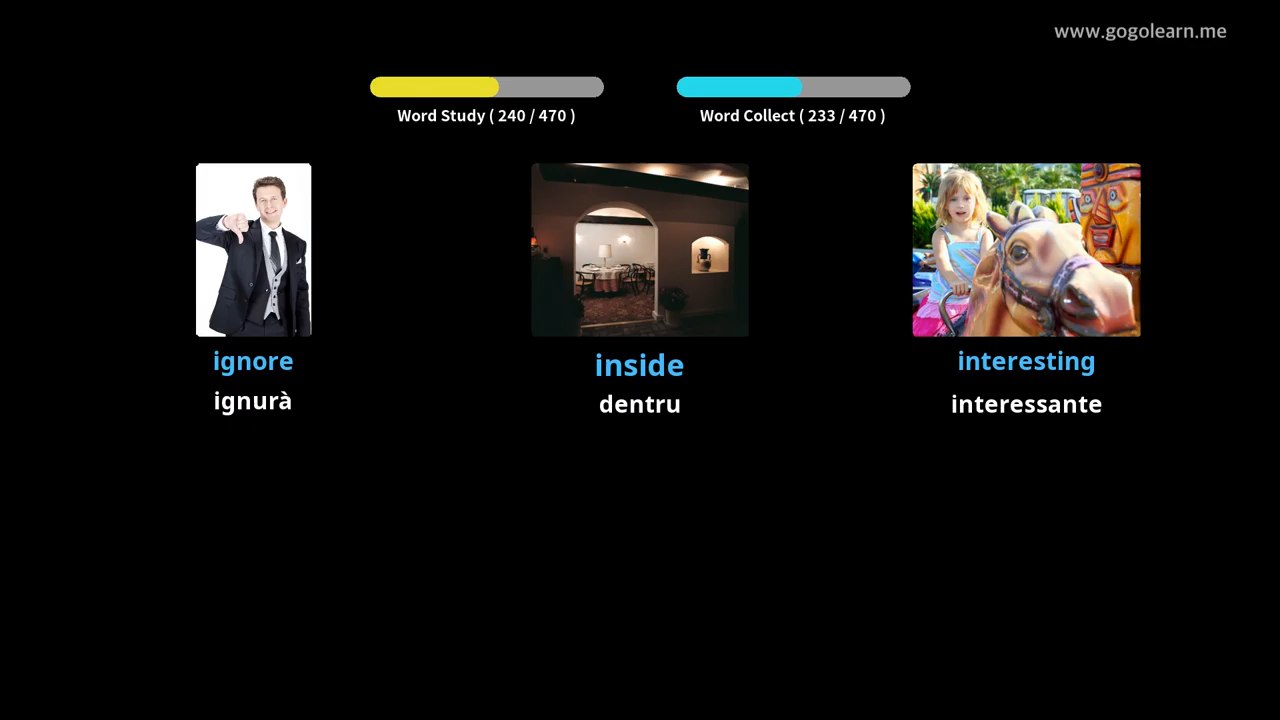 www.gogolearn.me
Word Study ( 240 / 470 )
Word Collect ( 233 / 470 )
ignore
ignurà
inside
dentru
interesting
interessante